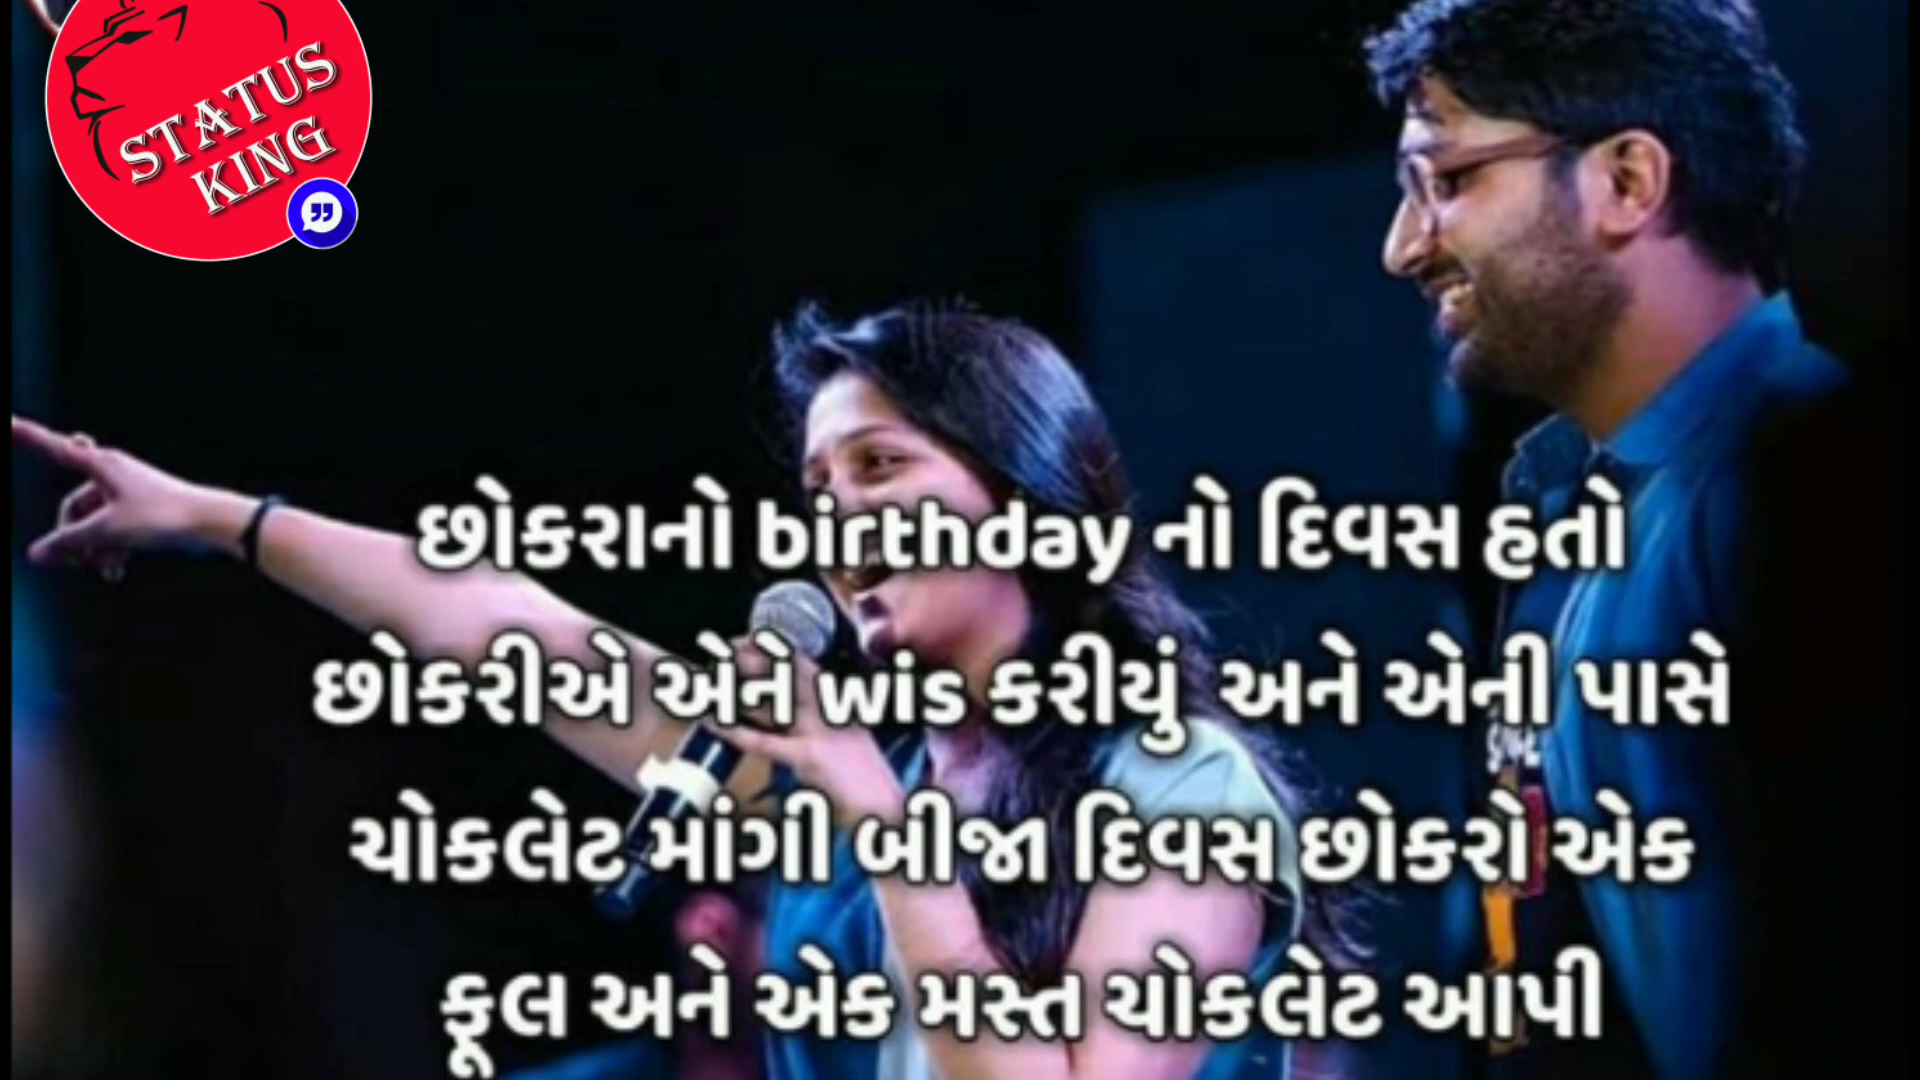 STATUS
KING
છોકરાનો birthday નો દિવસ હતો
છોકરીએ એને wis કરીયું અને એની પાસે
ચોકલેટ માંગી બીજા દિવસ છોકરો એક
ફૂલ અને એક મસ્ત ચોકલેટ આપી